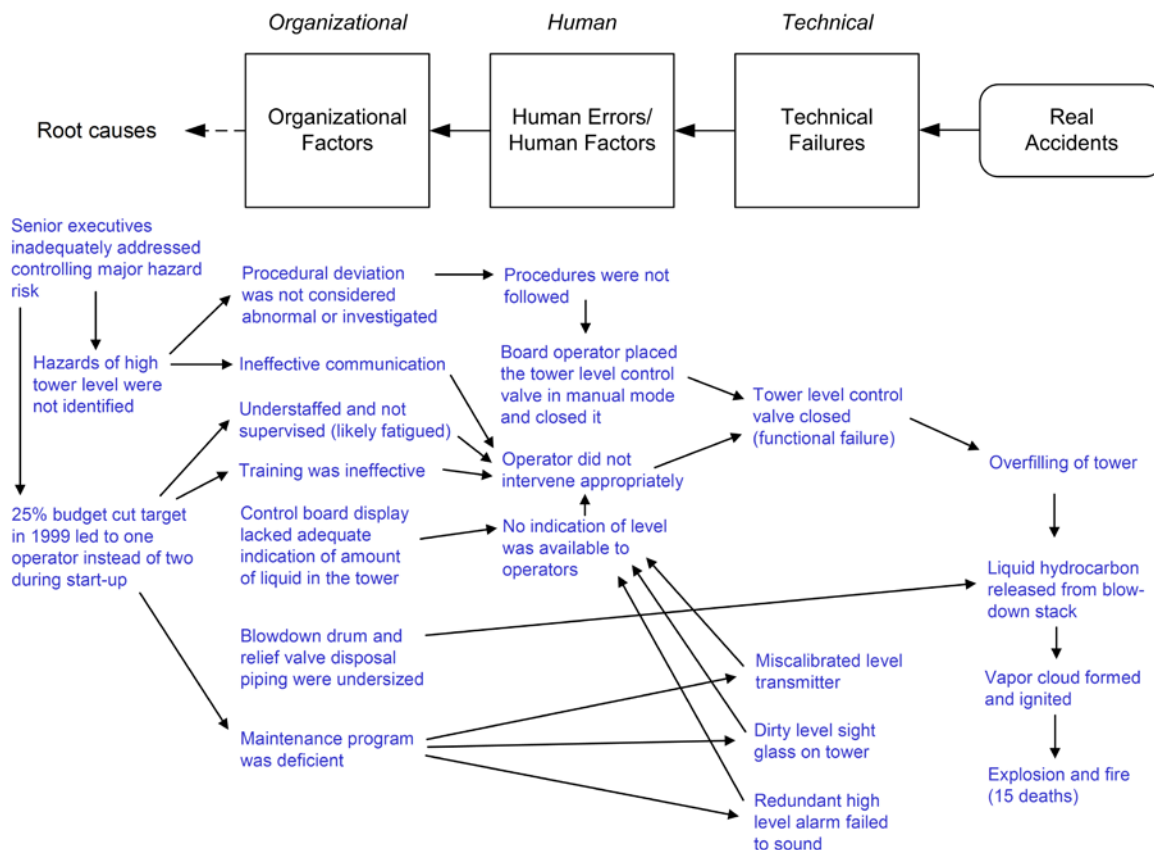 Organizational
Human
Technical
Root causes
Organizational
Factors
Human Errors/
Human Factors
Technical
Failures
Real
Accidents
Senior executives
inadequately addressed
controlling major hazard
risk
Hazards of high
tower level were
not identified
25% budget cut target
in 1999 led to one
operator instead of two
during start-up
Procedural deviation
was not considered
abnormal or investigated
Ineffective communication
Understaffed and not
supervised (likely fatigued)
Training was ineffective
Control board display
lacked adequate
indication of amount
of liquid in the tower
Blowdown drum and
relief valve disposal
piping were undersized
Maintenance program
was deficient
Procedures were not
followed
Board operator placed
the tower level control
valve in manual mode
and closed it
Operator did not
intervene appropriately
No indication of level
was available to
operators
Tower level control
valve closed
(functional failure)
Miscalibrated level
transmitter
Dirty level sight
glass on tower
Redundant high
level alarm failed
to sound
Overfilling of tower
Liquid hydrocarbon
released from blow-
down stack
Vapor cloud formed
and ignited
Explosion and fire
(15 deaths)